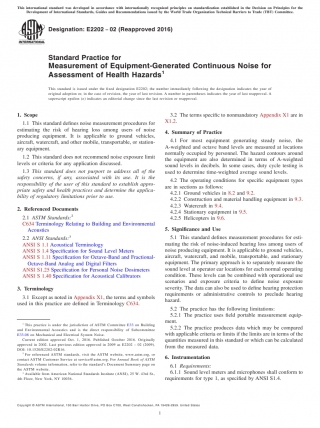 This international standard was developed in accordance with internationally recognized principles on standardization established in the Decision on Principles for the
Development of International Standards, Guides and Recommendations issued by the World Trade Organization Technical Barriers to Trade (TBT) Committee.
Designation: E2202 − 02 (Reapproved 2016)
Standard Practice for
Measurement of Equipment-Generated Continuous Noise for
Assessment of Health Hazards1
This standard is issued under the fixed designation E2202; the number immediately following the designation indicates the year of
original adoption or, in the case of revision, the year of last revision. A number in parentheses indicates the year of last reapproval. A
superscript epsilon (ε) indicates an editorial change since the last revision or reapproval.
1. Scope
1.1 This standard defines noise measurement procedures for
estimating the risk of hearing loss among users of noise
producing equipment. It is applicable to ground vehicles,
aircraft, watercraft, and other mobile, transportable, or station-
ary equipment.
1.2 This standard does not recommend noise exposure limit
levels or criteria for any application discussed.
1.3 This standard does not purport to address all of the
safety concerns, if any, associated with its use. It is the
responsibility of the user of this standard to establish appro-
priate safety and health practices and determine the applica-
bility of regulatory limitations prior to use.
2. Referenced Documents
2.1 ASTM Standards:2
C634 Terminology Relating to Building and Environmental
Acoustics
2.2 ANSI Standards:3
ANSI S 1.1 Acoustical Terminology
ANSI S 1.4 Specification for Sound Level Meters
ANSI S 1.11 Specification for Octave-Band and Fractional-
Octave-Band Analog and Digital Filters
ANSI S1.25 Specification for Personal Noise Dosimeters
ANSI S 1.40 Specification for Acoustical Calibrators
3. Terminology
3.1 Except as noted in Appendix X1, the terms and symbols
used in this practice are defined in Terminology C634.
1 This practice is under the jurisdiction of ASTM Committee E33 on Building
and Environmental Acoustics and is the direct responsibility of Subcommittee
E33.08 on Mechanical and Electrical System Noise.
Current edition approved Oct. 1, 2016. Published October 2016. Originally
approved in 2002. Last previous edition approved in 2009 as E2202 – 02 (2009).
DOI: 10.1520/E2202-02R16.
2 For referenced ASTM standards, visit the ASTM website, www.astm.org, or
contact ASTM Customer Service at service@astm.org. For Annual Book of ASTM
Standards volume information, refer to the standard's Document Summary page on
the ASTM website.
3 Available from American National Standards Institute (ANSI), 25 W. 43rd St.,
4th Floor, New York, NY 10036.
3.2 The terms specific to nonmandatory Appendix X1 are in
X1.2.
4. Summary of Practice
4.1 For most equipment generating steady noise, the
A-weighted and octave band levels are measured at locations
normally occupied by personnel. The hazard contours around
the equipment are also determined in terms of A-weighted
sound levels in decibels. In some cases, duty cycle testing is
used to determine time-weighted average sound levels.
4.2 The operating conditions for specific equipment types
are in sections as follows:
4.2.1 Ground vehicles in 8.2 and 9.2.
4.2.2 Construction and material handling equipment in 9.3.
4.2.3 Watercraft in 9.4.
4.2.4 Stationary equipment in 9.5.
4.2.5 Helicopters in 9.6.
5. Significance and Use
5.1 This standard defines measurement procedures for esti-
mating the risk of noise-induced hearing loss among users of
noise producing equipment. It is applicable to ground vehicles,
aircraft, watercraft, and mobile, transportable, and stationary
equipment. The primary approach is to separately measure the
sound level at operator ear locations for each normal operating
condition. These levels can be combined with operational use
scenarios and exposure criteria to define noise exposure
severity. The data can also be used to define hearing protection
requirements or administrative controls to preclude hearing
hazard.
5.2 The practice has the following limitations:
5.2.1 The practice uses field portable measurement equip-
ment.
5.2.2 The practice produces data which may be compared
with applicable criteria or limits if the limits are in terms of the
quantities measured in this standard or which can be calculated
from the measured data.
6. Instrumentation
6.1 Requirements:
6.1.1 Sound level meters and microphones shall conform to
requirements for type 1, as specified by ANSI S1.4.
Copyright © ASTM International, 100 Barr Harbor Drive, PO Box C700, West Conshohocken, PA 19428-2959. United States
1